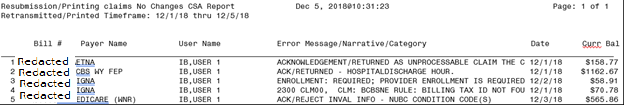 Resubmission/Printing claims No Changes CSA Report Dec 5, 2018@10:31:23 Page: 1 of 1
Retransmitted/Printed Timeframe: 12/1/18 thru 12/5/18
Bill # Payer Name User Name Error Message/Narrative/Category Date Curr Bal
1 Redacted ETNA IB,USER 1 ACKNOWLEDGEMENT/RETURNED AS UNPROCESSABLE CLAIM THE C 12/1/18 $158.77
2 Redacted CBS WY FEP IB,USER 1 ACK/RETURN - HOSPITALDISCHARGE HOUR. 12/1/18 $1162.67
3 Redacted IGNA IB,USER 1 ENROLLMENT: REQUIRED; PROVIDER ENROLLMENT IS REQUIRED 12/2/18 $58.91
4 Redacted IGNA IB,USER 1 2300 CLM00, CLM: BCBSNE RULE: BILLING TAX ID NOT FOU 12/1/18 $70.78
5 Redacted EDICARE (WNR) IB,USER 1 ACK/REJECT INVAL INFO - NUBC CONDITION CODE(S) 12/3/18 $565.86